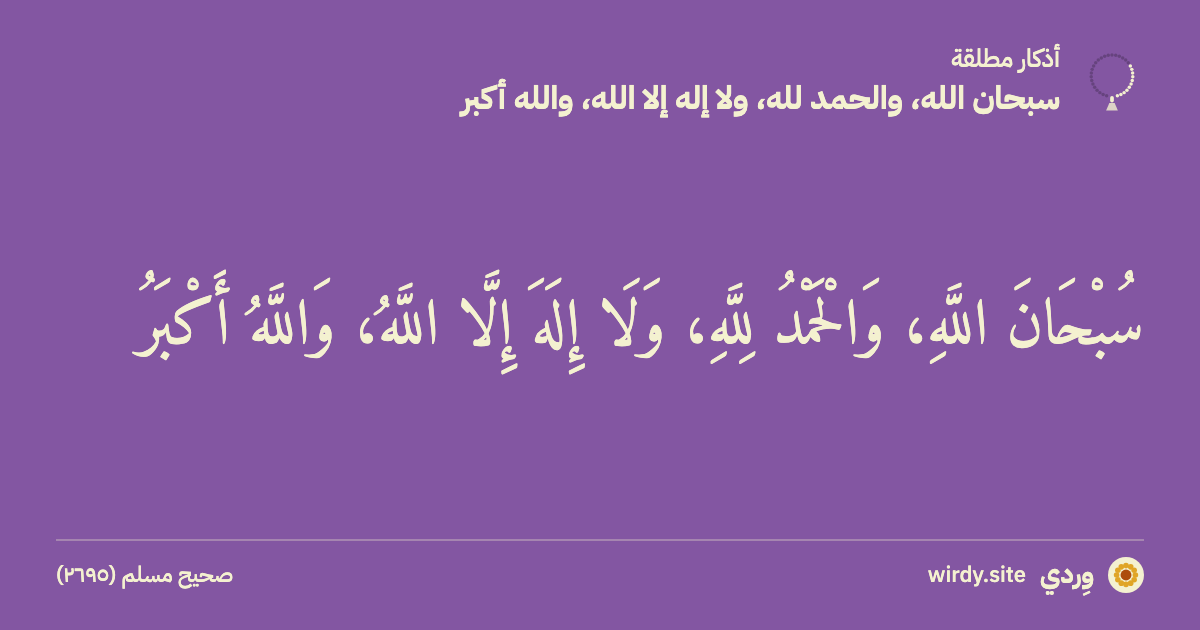 أذكار مطلقة
سبحان الله، والحمد لله، ولا إله إلا الله، والله أكبر
سُبْحَانَ اللَّهِ، وَالْحَمْدُ لِلَّهِ، وَلَا إِلَهَ إِلَّا اللَّهُ، وَاللَّهُ أَكْبَرُ
وِردي wirdy.site
صحيح مسلم (٢٦٩٥)